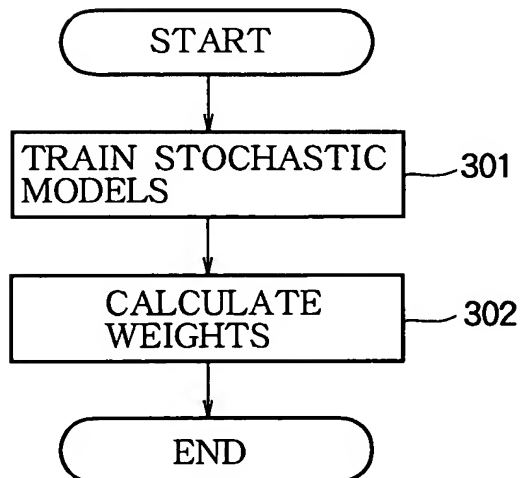 START
TRAIN STOCHASTIC
MODELS
301
CALCULATE
WEIGHTS
302
END